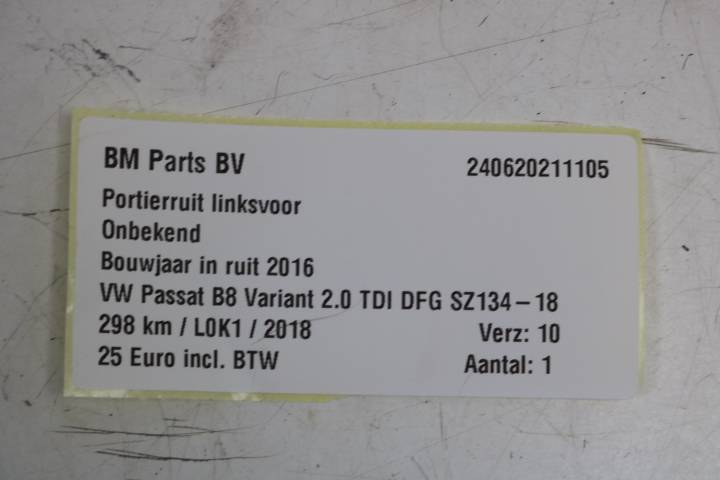 BM Parts BV 240620211105
Portierruit linksvoor
Onbekend
Bouwjaar in ruit 2016
VW Passat B8 Variant 2.0 TDI DFG SZ134-18
298 km / L0K1 / 2018 Verz: 10
25 Euro incl. BTW Aantal: 1